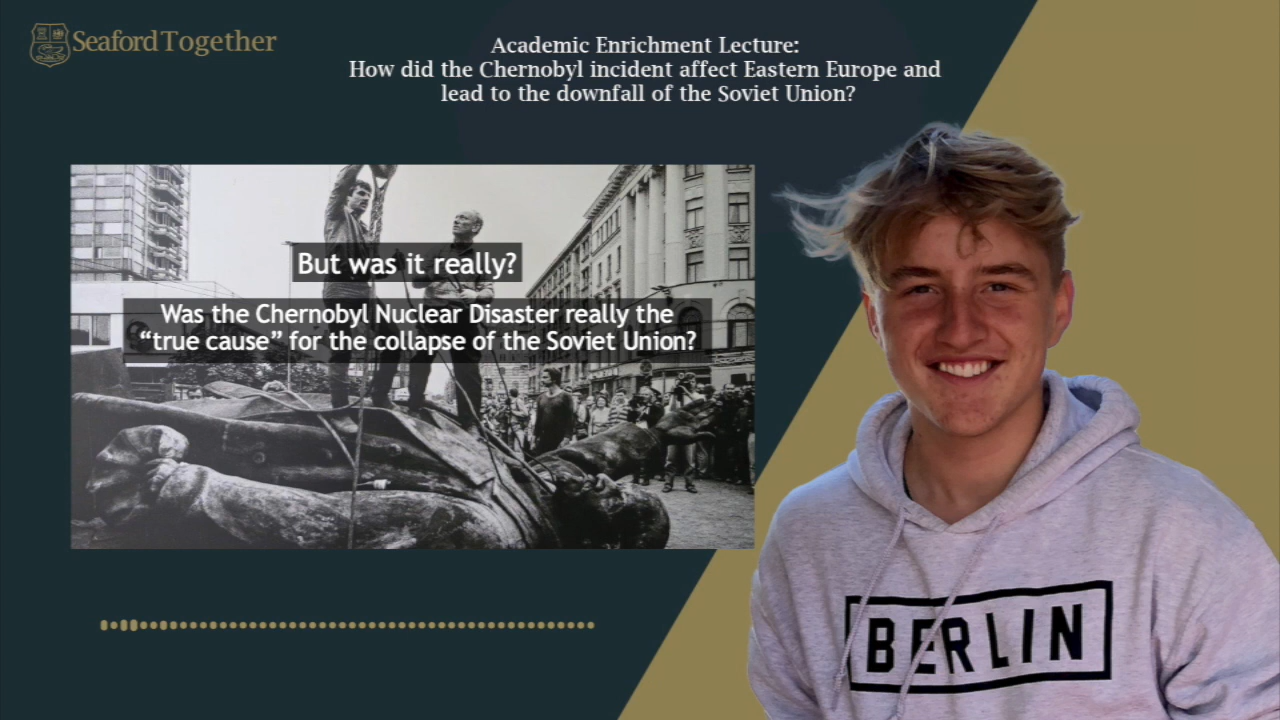 Seaford Together
Academic Enrichment Lecture:
How did the Chernobyl incident affect Eastern Europe and
lead to the downfall of the Soviet Union?
But was it really?
Was the Chernobyl Nuclear Disaster really the
“true cause” for the collapse of the Soviet Union?
BERLIN